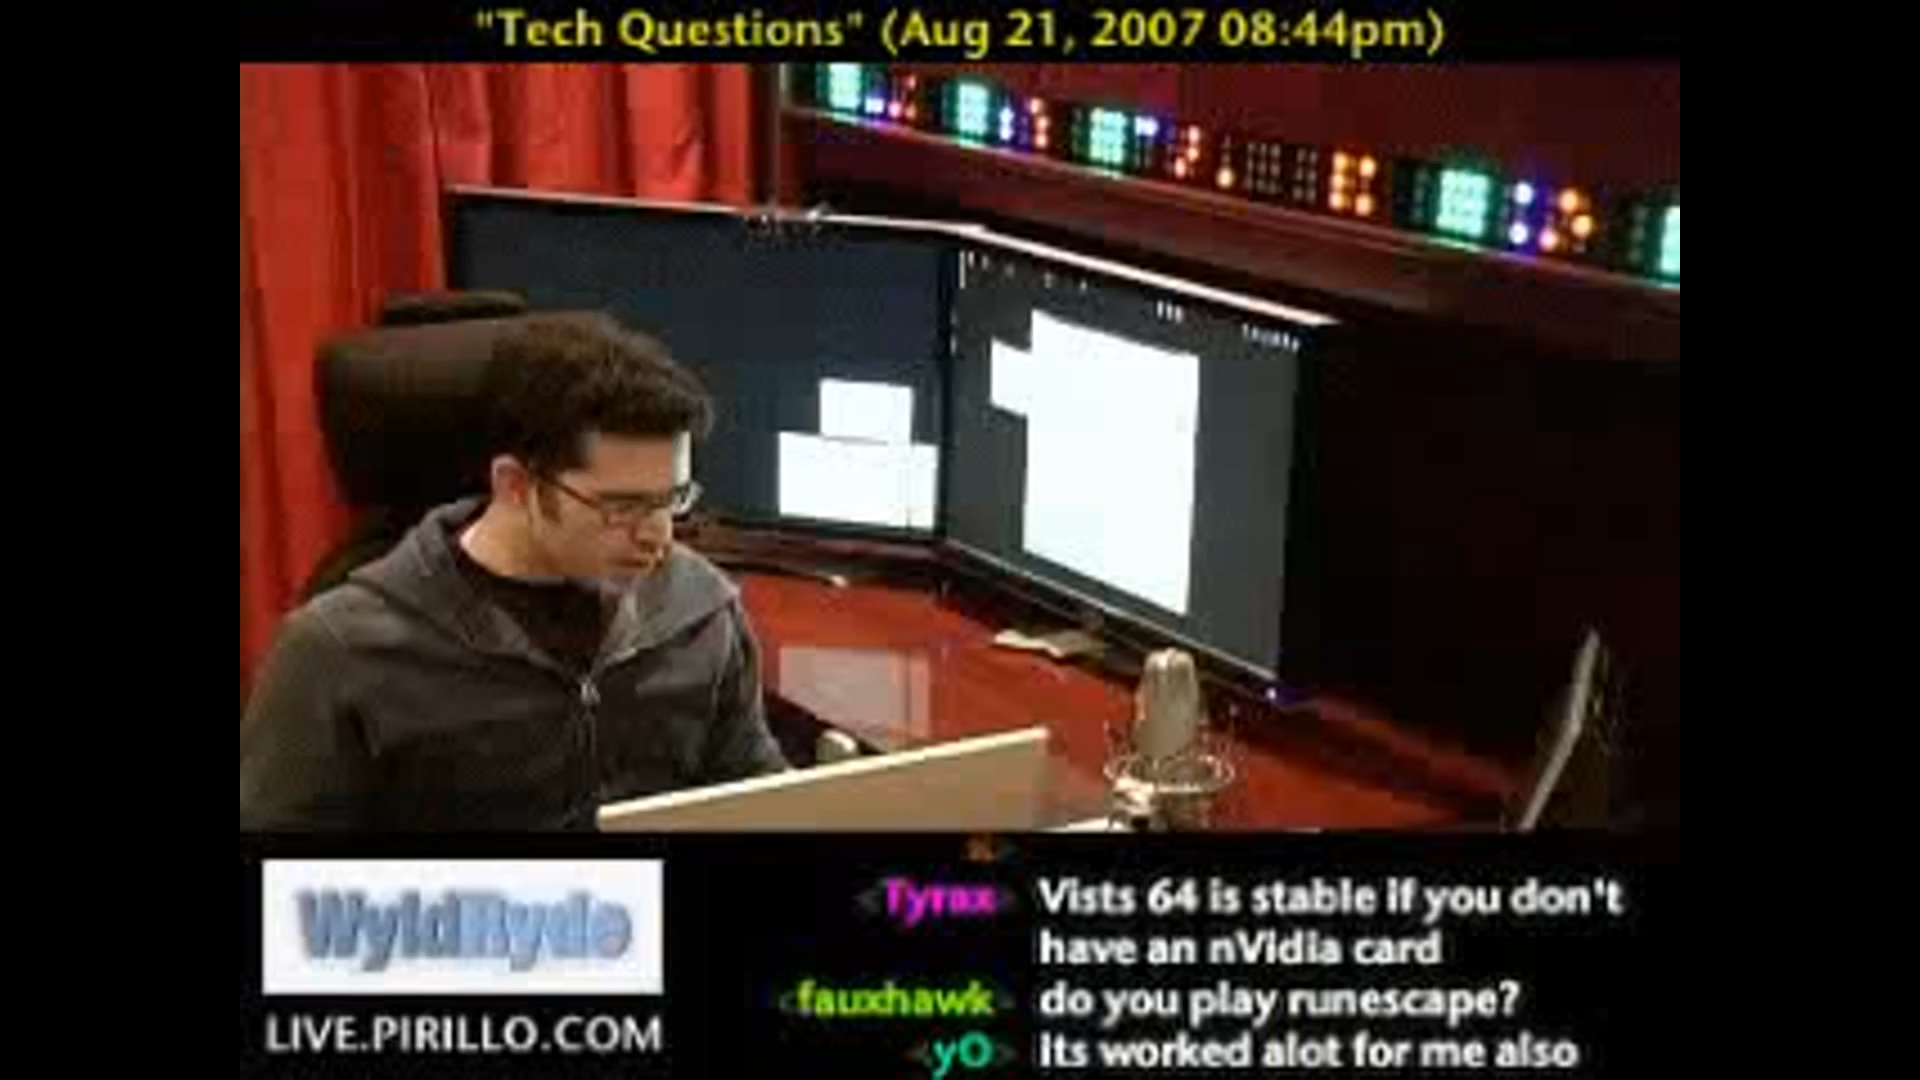 "Tech Questions" (Aug 21, 2007 08:44pm)
WyldRyde
LIVE.PIRILLO.COM
<Tyrax> Vists 64 is stable if you don't
have an nVidia card
<fauxhawk> do you play runescape?
<yO> Its worked alot for me also